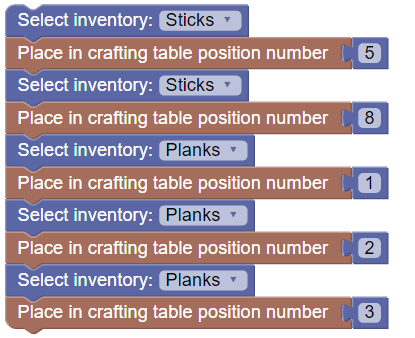 Select inventory: Sticks
Place in crafting table position number 5
Select inventory: Sticks
Place in crafting table position number 8
Select inventory: Planks
Place in crafting table position number 1
Select inventory: Planks
Place in crafting table position number 2
Select inventory: Planks
Place in crafting table position number 3